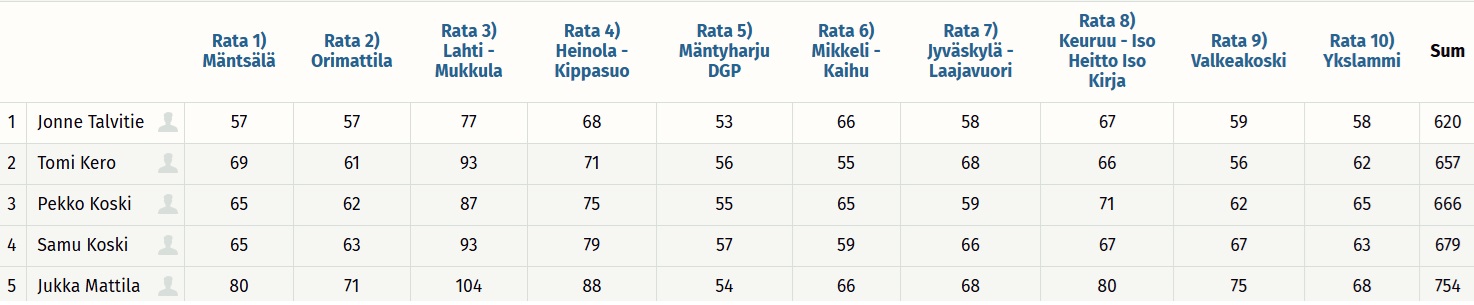 Rata 1) Mäntsälä Rata 2) Orimattila Rata 3) Lahti - Mukkula Rata 4) Heinola - Kippasuo Rata 5) Mäntyharju DGP Rata 6) Mikkeli - Kaihu Rata 7) Jyväskylä - Laajavuori Rata 8) Keuruu - Iso Heitto Iso Kirja Rata 9) Valkeakoski Rata 10) Ykslammi Sum
1 Jonne Talvitie 57 57 77 68 53 66 58 67 59 58 620
2 Tomi Kero 69 61 93 71 56 55 68 66 56 62 657
3 Pekko Koski 65 62 87 75 55 65 59 71 62 65 666
4 Samu Koski 65 63 93 79 57 59 66 67 67 63 679
5 Jukka Mattila 80 71 104 88 54 66 68 80 75 68 754